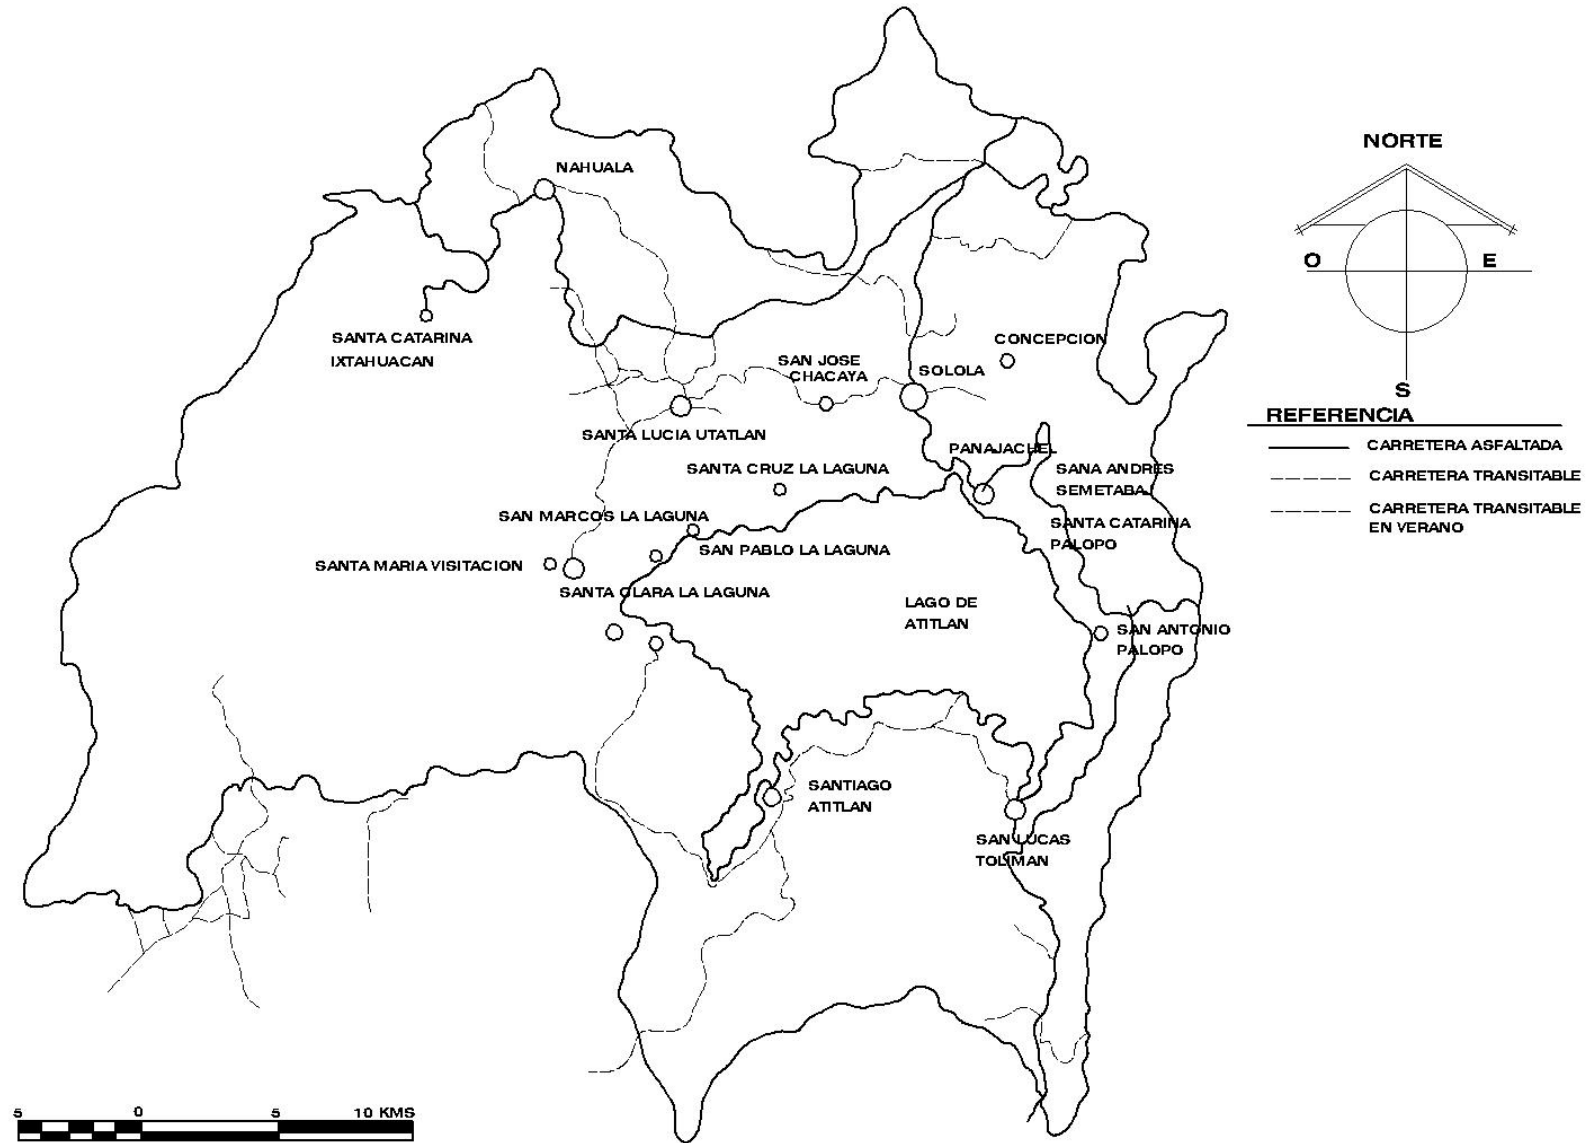 NORTE
NAHUALA
O
E
SANTA CATARINA
IXTAHUACAN
CONCEPCION
SAN JOSE
CHACAYA
SOLOLA
S
REFERENCIA
CARRETERA ASFALTADA
CARRETERA TRANSITABLE
CARRETERA TRANSITABLE
EN VERANO
SANTA LUCIA UTATLAN
PANAJACHEL
SANTA CRUZ LA LAGUNA
SANA ANDRES
SEMETABA
SAN MARCOS LA LAGUNA
SANTA CATARINA
PALOPO
SAN PABLO LA LAGUNA
SANTA MARIA VISITACION
SANTA CLARA LA LAGUNA
LAGO DE
ATITLAN
SAN ANTONIO
PALOPO
SANTIAGO
ATITLAN
SAN LUCAS
TOLIMAN
5 0 5 10 KMS